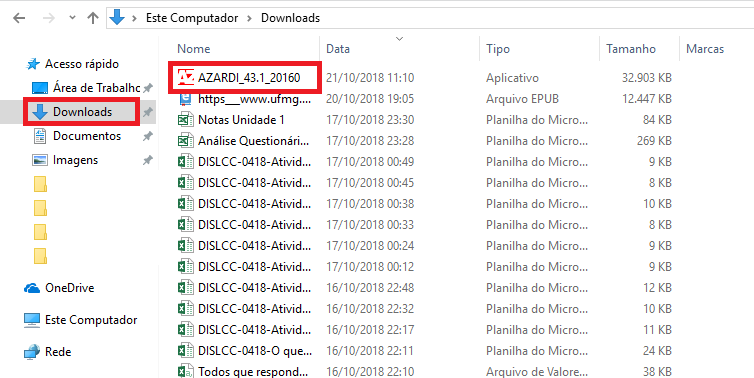 Este Computador > Downloads
Nome Data Tipo Tamanho Marcas
Acesso rápido
Área de Trabalho
Downloads
Documentos
Imagens
OneDrive
Este Computador
Rede
AZARDI_43.1_20160 21/10/2018 11:10 Aplicativo 32.903 KB
https___www.ufmg.... 20/10/2018 19:05 Arquivo EPUB 12.447 KB
Notas Unidade 1 17/10/2018 23:30 Planilha do Micro... 84 KB
Análise Questionári... 17/10/2018 23:28 Planilha do Micro... 269 KB
DISLCC-0418-Ativid... 17/10/2018 00:49 Planilha do Micro... 9 KB
DISLCC-0418-Ativid... 17/10/2018 00:45 Planilha do Micro... 8 KB
DISLCC-0418-Ativid... 17/10/2018 00:38 Planilha do Micro... 10 KB
DISLCC-0418-Ativid... 17/10/2018 00:33 Planilha do Micro... 8 KB
DISLCC-0418-Ativid... 17/10/2018 00:24 Planilha do Micro... 9 KB
DISLCC-0418-Ativid... 17/10/2018 00:12 Planilha do Micro... 9 KB
DISLCC-0418-Ativid... 16/10/2018 22:48 Planilha do Micro... 12 KB
DISLCC-0418-Ativid... 16/10/2018 22:32 Planilha do Micro... 10 KB
DISLCC-0418-Ativid... 16/10/2018 22:17 Planilha do Micro... 11 KB
DISLCC-0418-O que... 16/10/2018 22:11 Planilha do Micro... 24 KB
Todos que respond... 16/10/2018 22:10 Arquivo de Valore... 38 KB